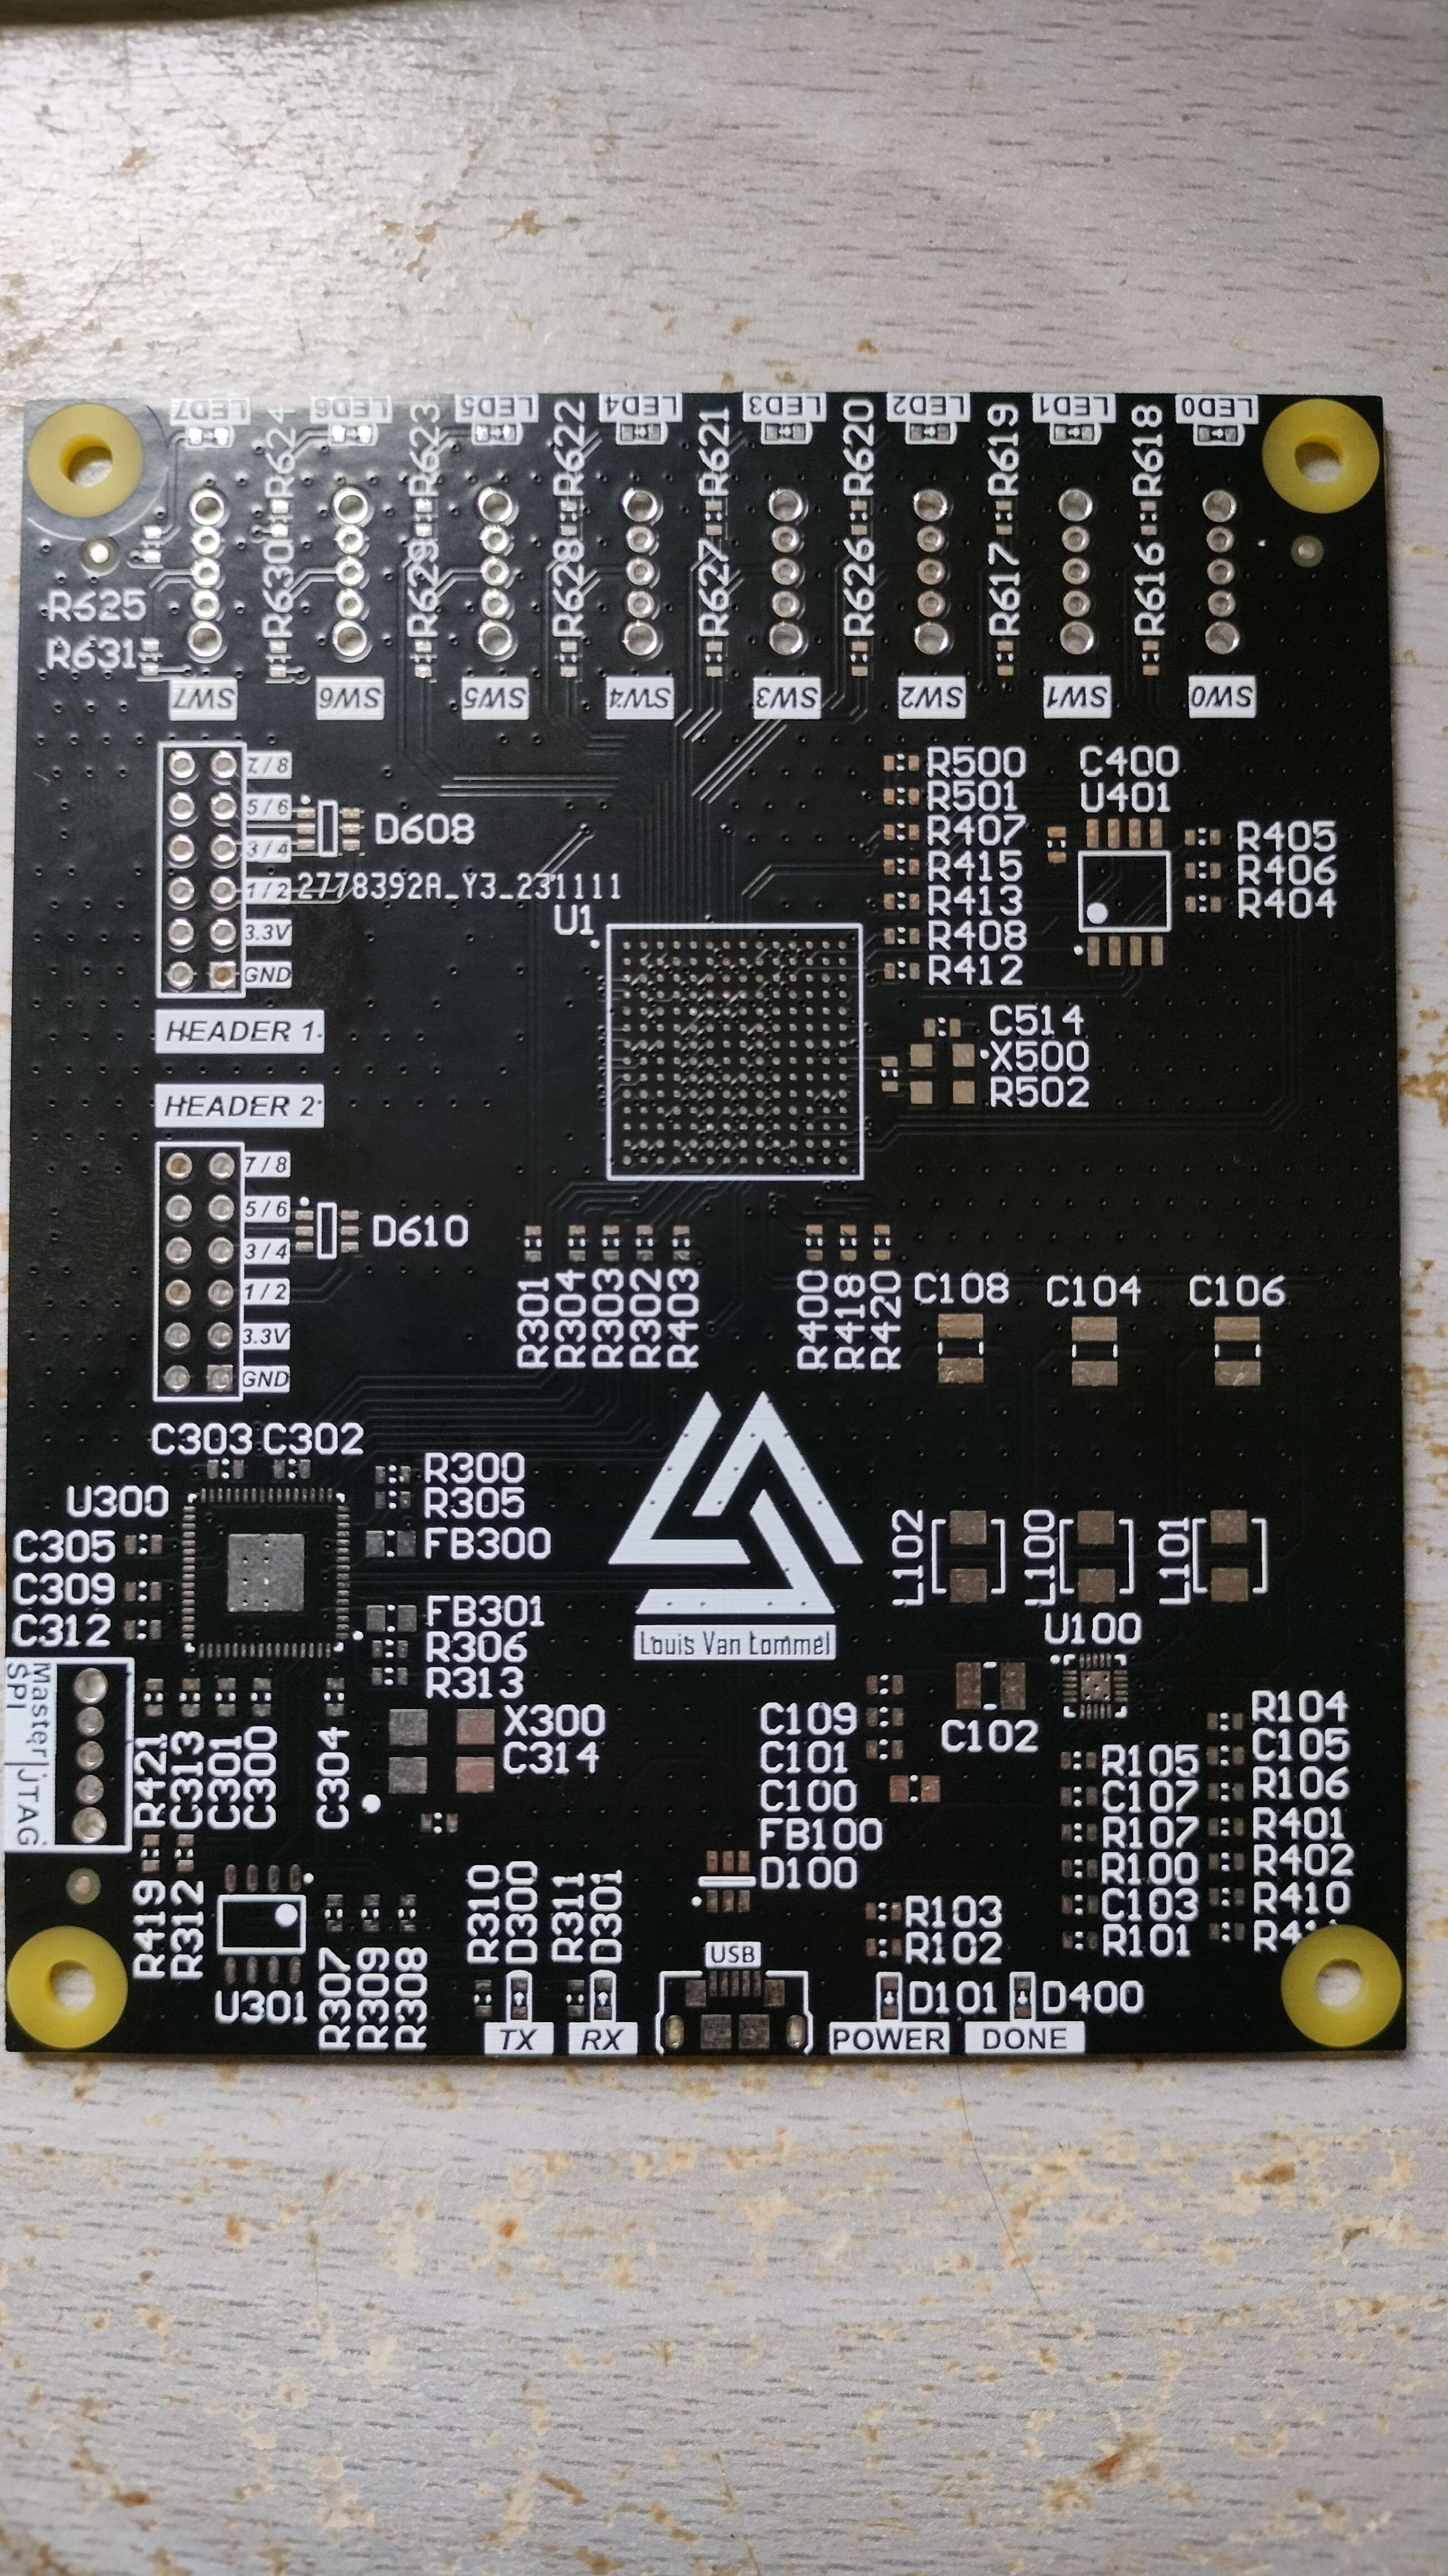 LED7 LED6 LED5 LED4 LED3 LED2 LED1 LED0
R624 R623 R622 R621 R620 R619 R618
R625
R631
R630 R629 R628 R627 R626 R617 R616
SW7 SW6 SW5 SW4 SW3 SW2 SW1 SW0
7/8
5/6
3/4
1/2
3.3V
GND
D608
2778392A_Y3_231111
U1
HEADER 1
HEADER 2
R500
R501
R407
R415
R413
R408
R412
C400
U401
R405
R406
R404
C514
X500
R502
7/8
5/6
3/4
1/2
3.3V
GND
D610
R301 R304 R303 R302 R403
R400 R418 R420
C108 C104 C106
C303 C302
U300
C305
C309
C312
R300
R305
FB300
FB301
R306
R313
X300
C314
Louis Van Lommel
L102 L100 L101
U100
Master JTAG
SPI
R421 C313 C301 C300 C304
R419 R312
U301
R307 R309 R308
C109
C101
C100
FB100
D100
C102
R105
C107
R107
R100
C103
R101
R104
C105
R106
R401
R402
R410
R310 D300 R311 D301
TX RX
USB
R103
R102
D101 D400
POWER DONE